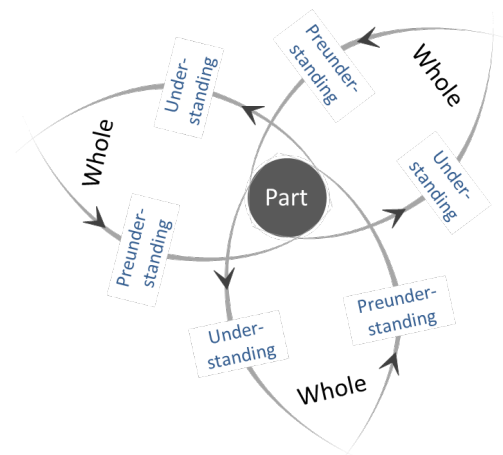 Preunder-
standing
Whole
Under-
standing
Whole
Under-
standing
Part
Preunder-
standing
Preunder-
standing
Under-
standing
Whole